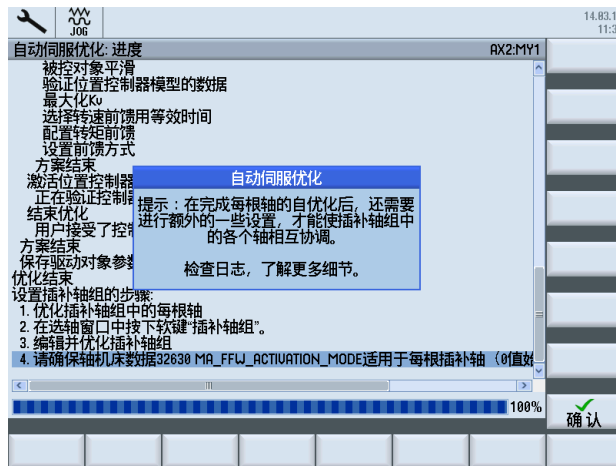 JOG
14.03.1
11:3
自动伺服优化: 进度
AX2:MY1
被控对象平滑
验证位置控制器模型的数据
最大化Kv
选择转速前馈用等效时间
配置转矩前馈
设置前馈方式
方案结束
激活位置控制器
正在验证控制
结束优化
用户接受了控
方案结束
保存驱动对象参数
优化结束
设置插补轴组的步骤:
1. 优化插补轴组中的每根轴
2. 在选轴窗口中按下软键“插补轴组”。
3. 编辑并优化插补轴组
4. 请确保轴机床数据32630 MA_FFW_ACTIVATION_MODE适用于每根插补轴（0值始
自动伺服优化
提示：在完成每根轴的自优化后，还需要
进行额外的一些设置，才能使插补轴组中
的各个轴相互协调。
检查日志，了解更多细节。
100%
确认